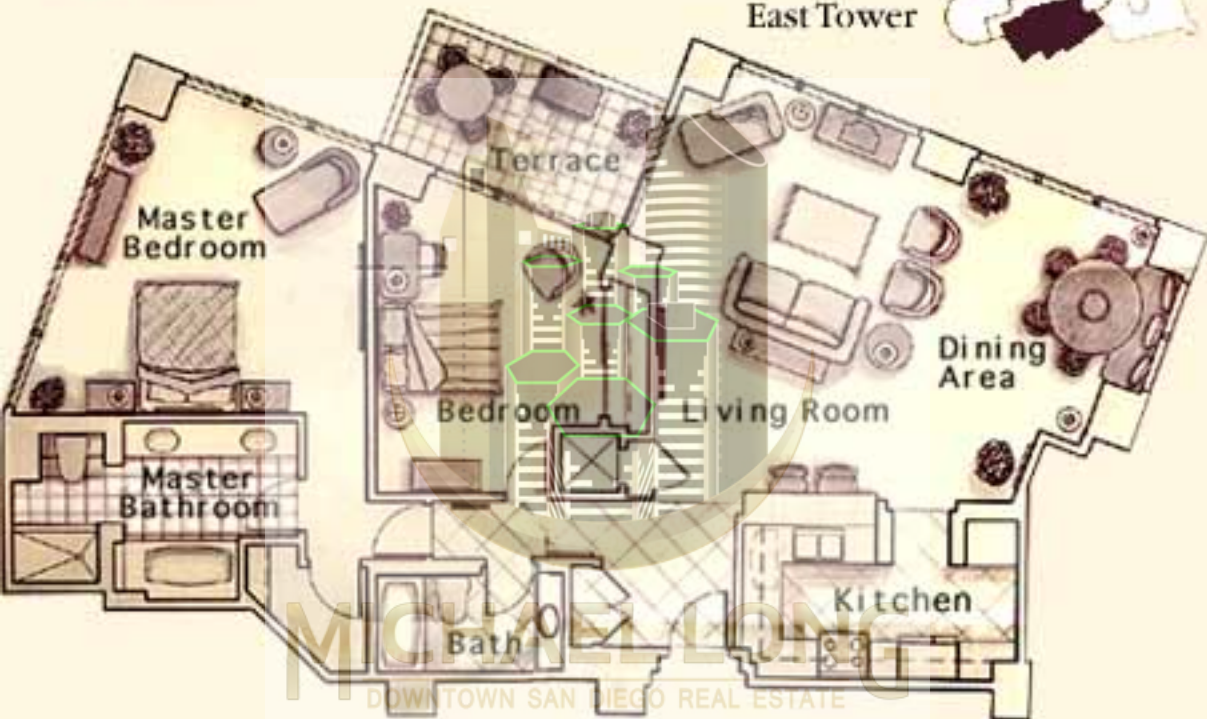 East Tower
Terrace
Master
Bedroom
Dining
Area
Bedroom
Living Room
Master
Bathroom
Kitchen
Bath
MICHAEL LONG
DOWNTOWN SAN DIEGO REAL ESTATE